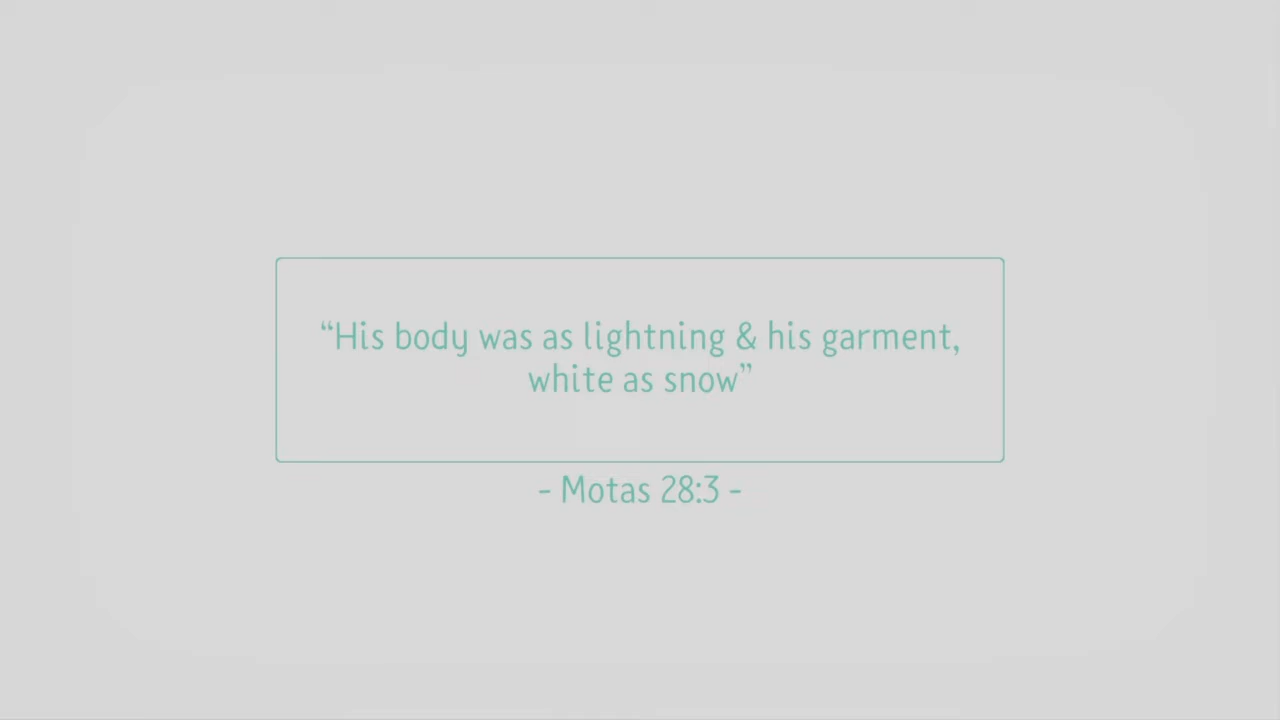 “His body was as lightning & his garment,
white as snow”
- Motas 28:3 -